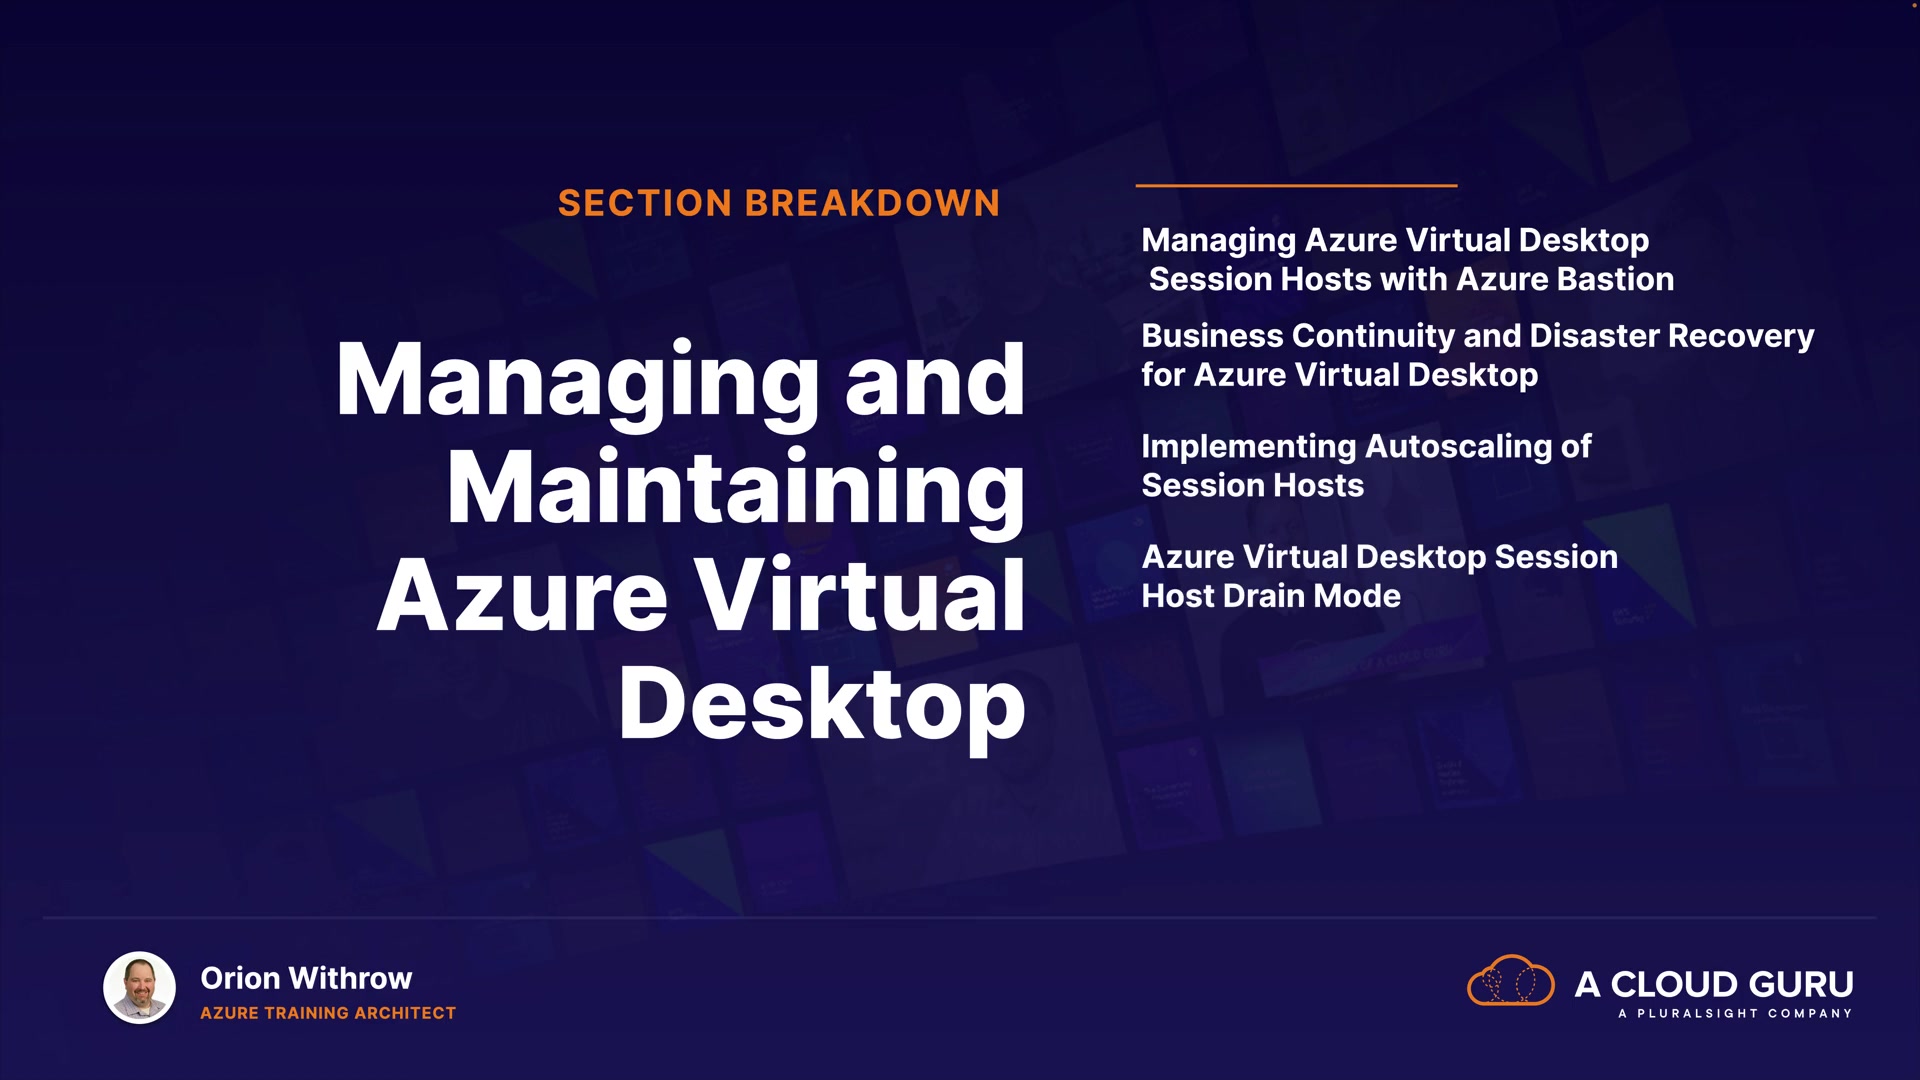 SECTION BREAKDOWN
Managing and
Maintaining
Azure Virtual
Desktop
Managing Azure Virtual Desktop
Session Hosts with Azure Bastion
Business Continuity and Disaster Recovery
for Azure Virtual Desktop
Implementing Autoscaling of
Session Hosts
Azure Virtual Desktop Session
Host Drain Mode
Orion Withrow
AZURE TRAINING ARCHITECT
A CLOUD GURU
A PLURALSIGHT COMPANY